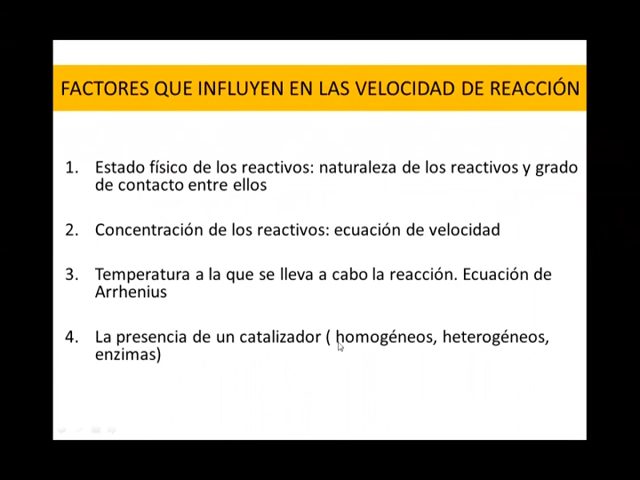 FACTORES QUE INFLUYEN EN LAS VELOCIDAD DE REACCIÓN
1. Estado físico de los reactivos: naturaleza de los reactivos y grado
de contacto entre ellos
2. Concentración de los reactivos: ecuación de velocidad
3. Temperatura a la que se lleva a cabo la reacción. Ecuación de
Arrhenius
4. La presencia de un catalizador ( homogéneos, heterogéneos,
enzimas)